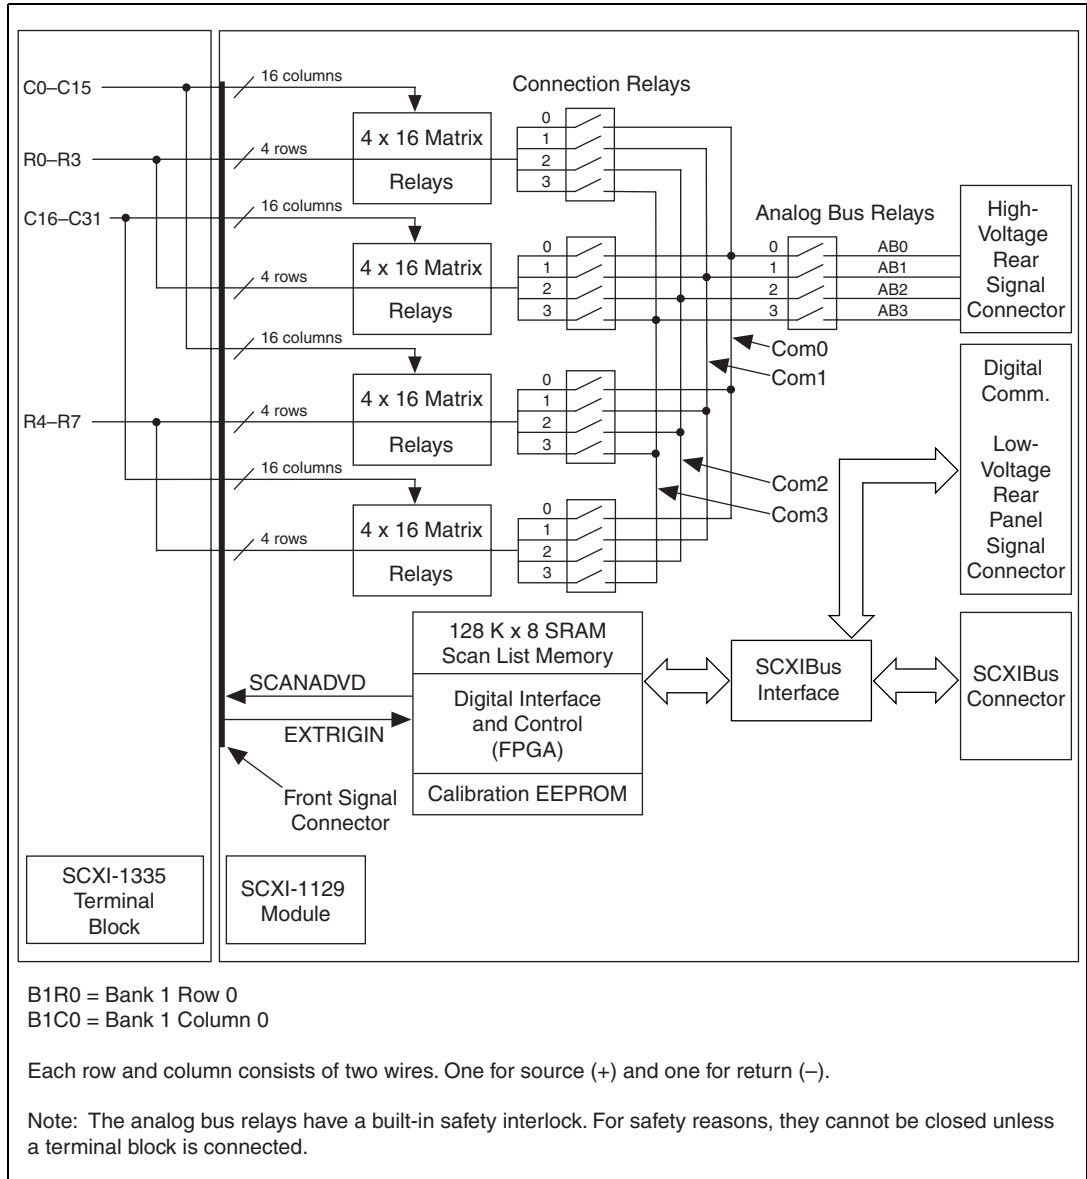 C0–C15
16 columns
Connection Relays
4 x 16 Matrix
Relays
0
1
2
3
R0–R3
4 rows
C16–C31
16 columns
4 x 16 Matrix
Relays
4 rows
0
1
2
3
Analog Bus Relays
0
1
2
3
AB0
AB1
AB2
AB3
High-
Voltage
Rear
Signal
Connector
Com0
Com1
16 columns
4 x 16 Matrix
Relays
R4–R7
4 rows
0
1
2
3
Com2
Com3
Digital
Comm.
Low-
Voltage
Rear
Panel
Signal
Connector
16 columns
4 x 16 Matrix
Relays
4 rows
0
1
2
3
128 K x 8 SRAM
Scan List Memory
Digital Interface
and Control
(FPGA)
Calibration EEPROM
SCANADVD
EXTRIGIN
SCXIBus
Interface
SCXIBus
Connector
Front Signal
Connector
SCXI-1335
Terminal
Block
SCXI-1129
Module
B1R0 = Bank 1 Row 0
B1C0 = Bank 1 Column 0
Each row and column consists of two wires. One for source (+) and one for return (–).
Note: The analog bus relays have a built-in safety interlock. For safety reasons, they cannot be closed unless
a terminal block is connected.